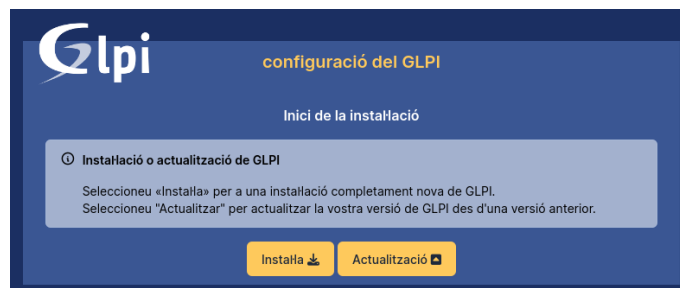 Glpi
configuració del GLPI
Inici de la instal·lació
Instal·lació o actualització de GLPI
Seleccioneu «Instal·la» per a una instal·lació completament nova de GLPI.
Seleccioneu "Actualitzar" per actualitzar la vostra versió de GLPI des d'una versió anterior.
Instal·la
Actualització